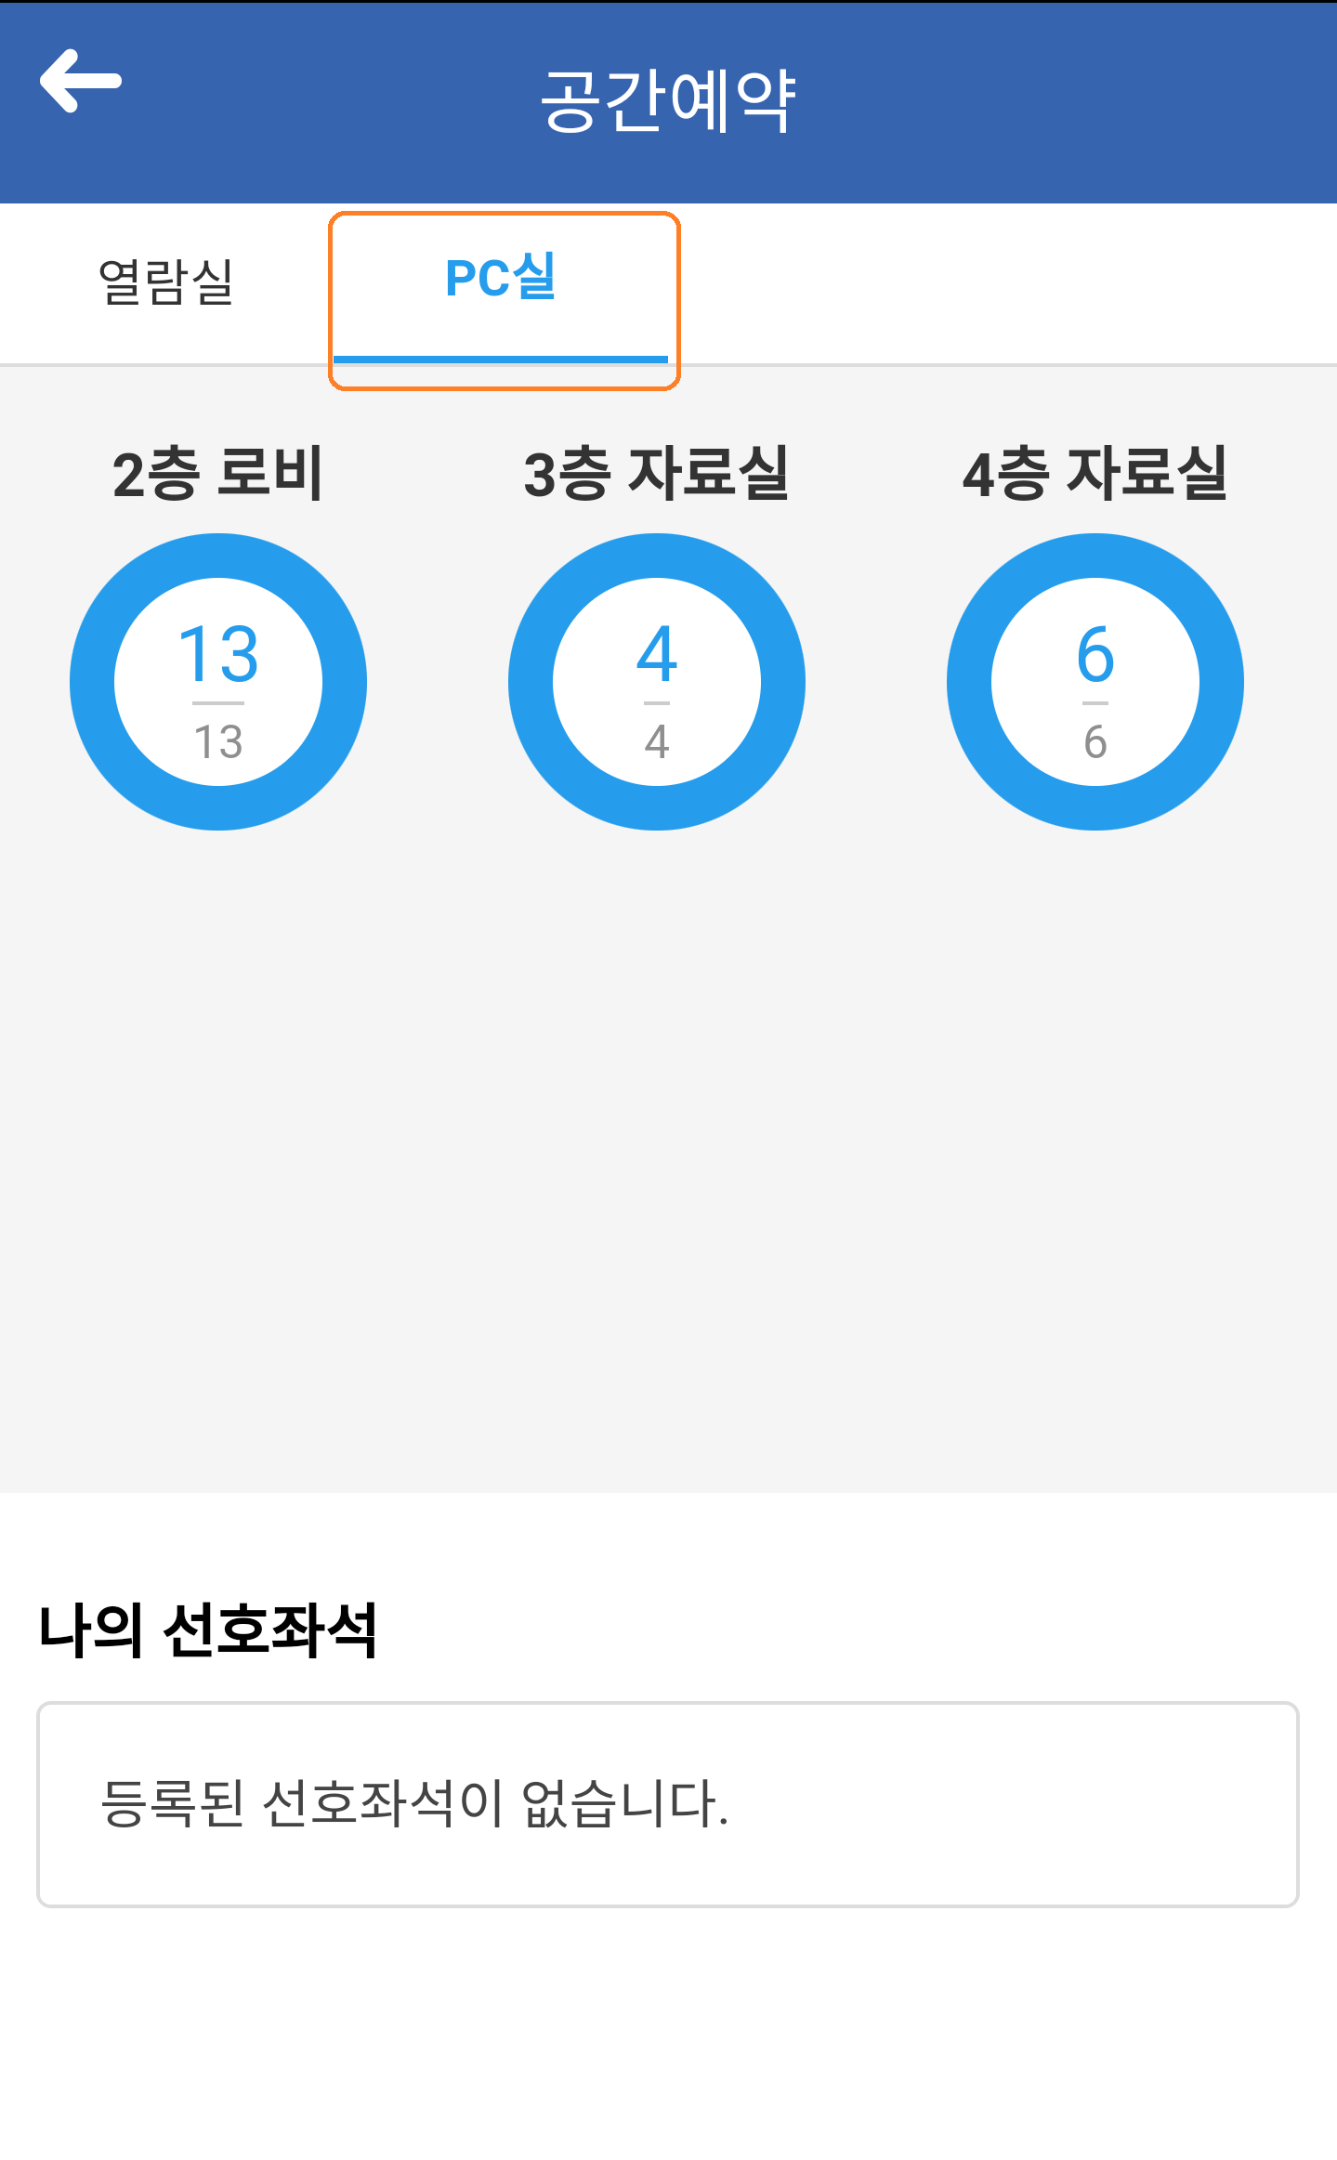 공간예약
열람실 PC실
2층 로비 3층 자료실 4층 자료실
13 4 6
13 4 6
나의 선호좌석
등록된 선호좌석이 없습니다.